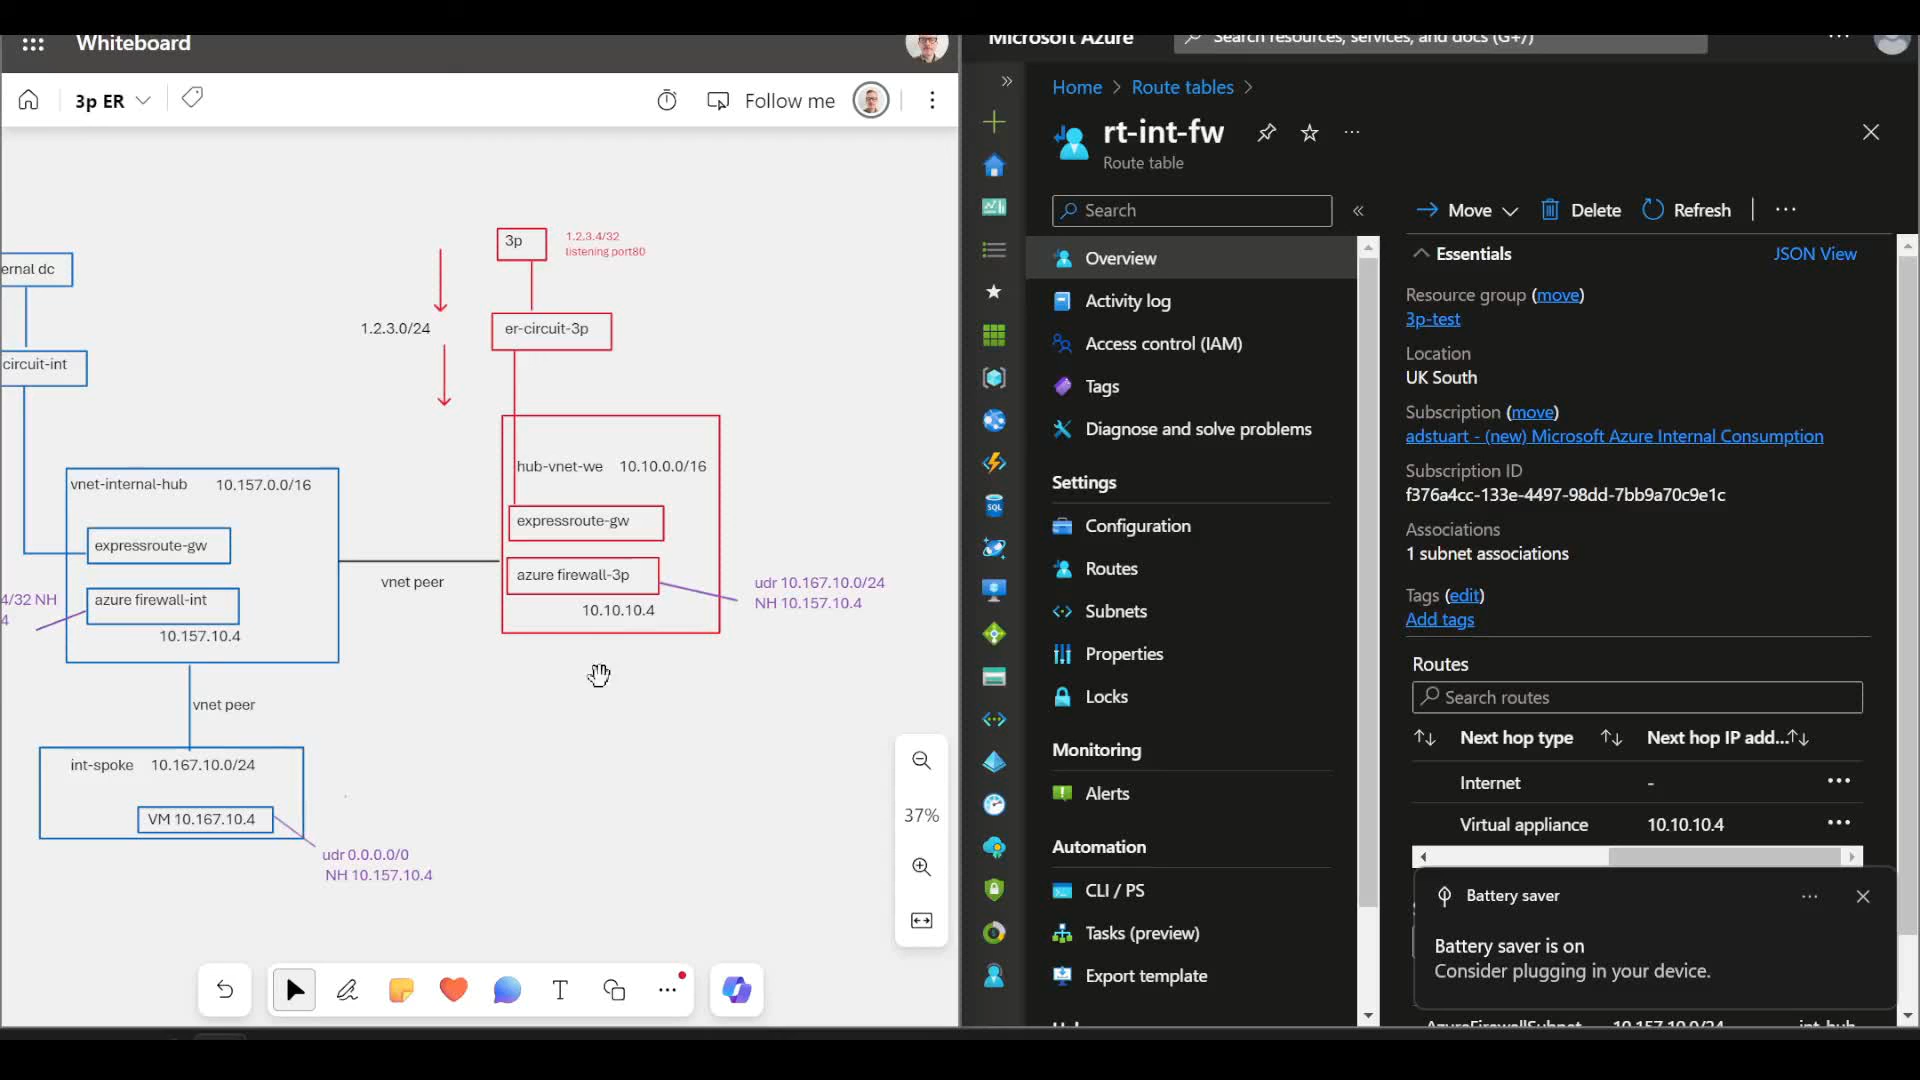 Whiteboard
3p ER
Follow me
3p
1.2.3.4/32
listening port80
ernal dc
1.2.3.0/24
er-circuit-3p
circuit-int
hub-vnet-we 10.10.0.0/16
vnet-internal-hub 10.157.0.0/16
expressroute-gw
expressroute-gw
azure firewall-3p
vnet peer
udr 10.167.10.0/24
NH 10.157.10.4
4/32 NH
4
azure firewall-int
10.10.10.4
10.157.10.4
vnet peer
int-spoke 10.167.10.0/24
VM 10.167.10.4
udr 0.0.0.0/0
NH 10.157.10.4
37%
Microsoft Azure
Search resources, services, and docs (G+/)
Home > Route tables >
rt-int-fw
Route table
Search
Overview
Activity log
Access control (IAM)
Tags
Diagnose and solve problems
Settings
Configuration
Routes
Subnets
Properties
Locks
Monitoring
Alerts
Automation
CLI / PS
Tasks (preview)
Export template
Move
Delete
Refresh
Essentials
JSON View
Resource group (move)
3p-test
Location
UK South
Subscription (move)
adstuart - (new) Microsoft Azure Internal Consumption
Subscription ID
f376a4cc-133e-4497-98dd-7bb9a70c9e1c
Associations
1 subnet associations
Tags (edit)
Add tags
Routes
Search routes
Next hop type Next hop IP add...
Internet -
Virtual appliance 10.10.10.4
Battery saver
Battery saver is on
Consider plugging in your device.
AzureFirewallSubnet 10.157.10.0/24 int-hub